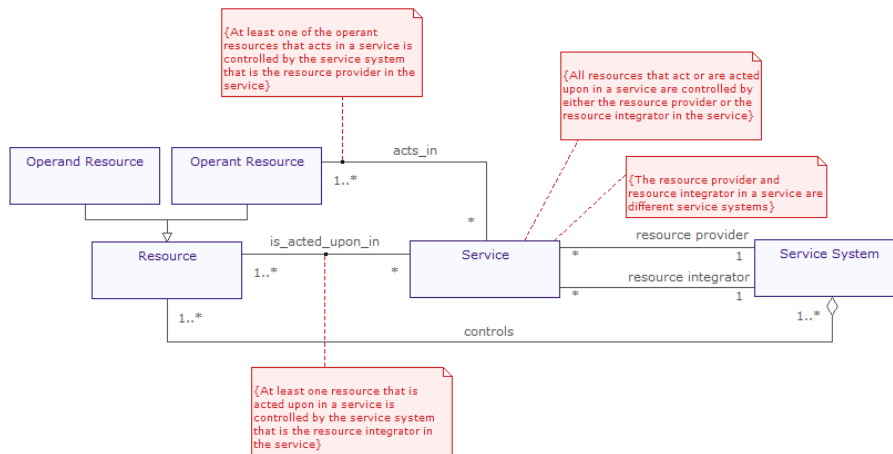 {At least one of the operant
resources that acts in a service is
controlled by the service system
that is the resource provider in the
service}
{All resources that act or are acted
upon in a service are controlled by
either the resource provider or the
resource integrator in the service}
Operand Resource
Operant Resource
acts_in
1..*
*
{The resource provider and
resource integrator in a service are
different service systems}
Resource
is_acted_upon_in
1..*
*
Service
resource provider
*
1
resource integrator
*
1
Service System
1..*
1..*
controls
{At least one resource that is
acted upon in a service is
controlled by the service system
that is the resource integrator in
the service}